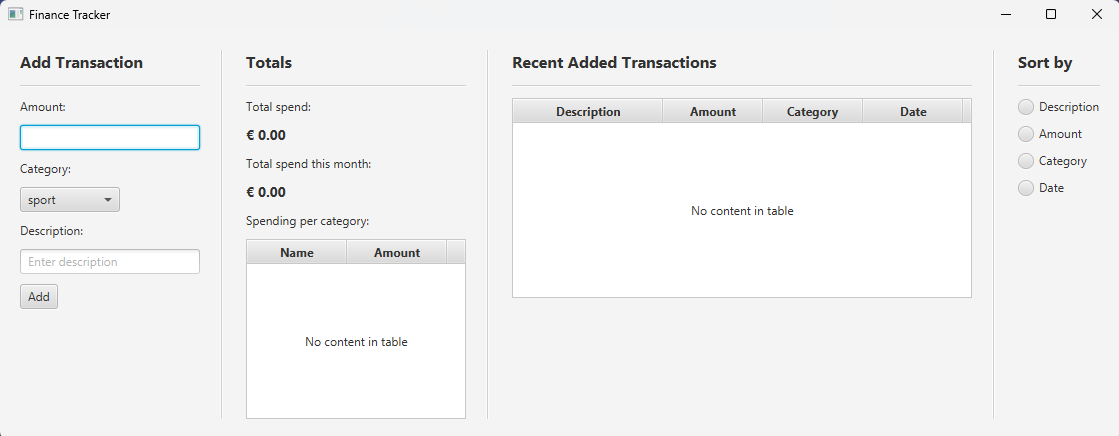 Finance Tracker
Add Transaction
Amount:
Category:
sport
Description:
Enter description
Add
Totals
Total spend:
€ 0.00
Total spend this month:
€ 0.00
Spending per category:
Name Amount
No content in table
Recent Added Transactions
Description Amount Category Date
No content in table
Sort by
Description
Amount
Category
Date